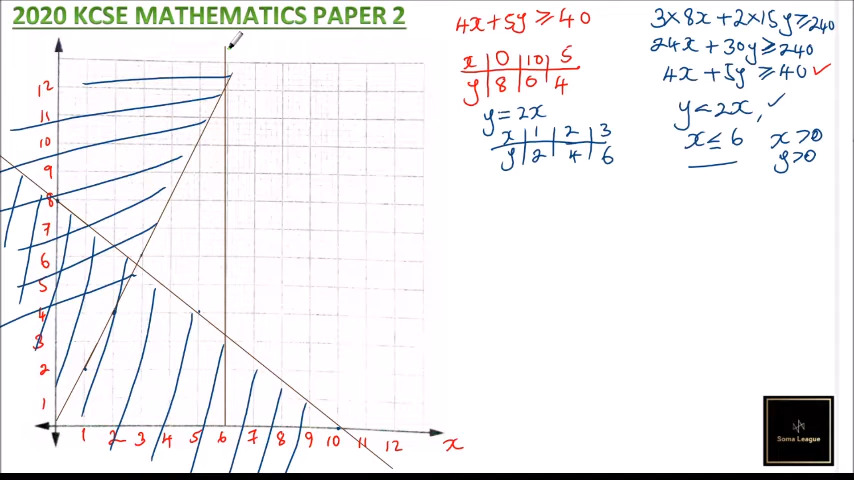 2020 KCSE MATHEMATICS PAPER 2
4x+5y ≥ 40
x | 0 | 10 | 5
y | 8 | 0 | 4
y = 2x
x | 1 | 2 | 3
y | 2 | 4 | 6
3×8x + 2×15y ≥ 240
24x + 30y ≥ 240
4x + 5y ≥ 40 ✓
y < 2x, ✓
x ≤ 6 x > 0
y > 0
12
11
10
9
8
7
6
5
4
3
2
1
1 2 3 4 5 6 7 8 9 10 11 12 x
Soma League